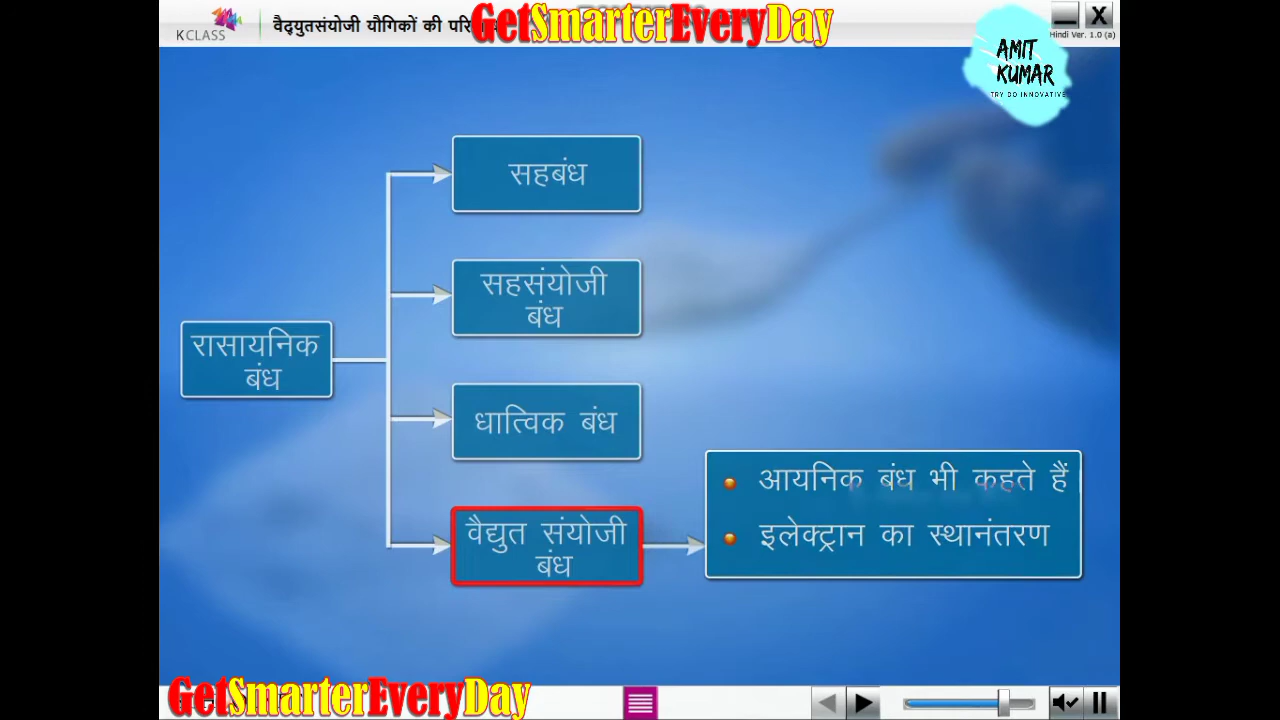 KCLASS
वैद्युतसंयोजी यौगिकों की
GetSmarterEveryDay
X
Hindi Ver. 1.0 (a)
AMIT
KUMAR
TRY DO INNOVATIVE
सहबंध
सहसंयोजी
बंध
रासायनिक
बंध
धात्विक बंध
वैद्युत संयोजी
बंध
आयनिक बंध भी कहते हैं
इलेक्ट्रान का स्थानंतरण
GetSmarterEveryDay